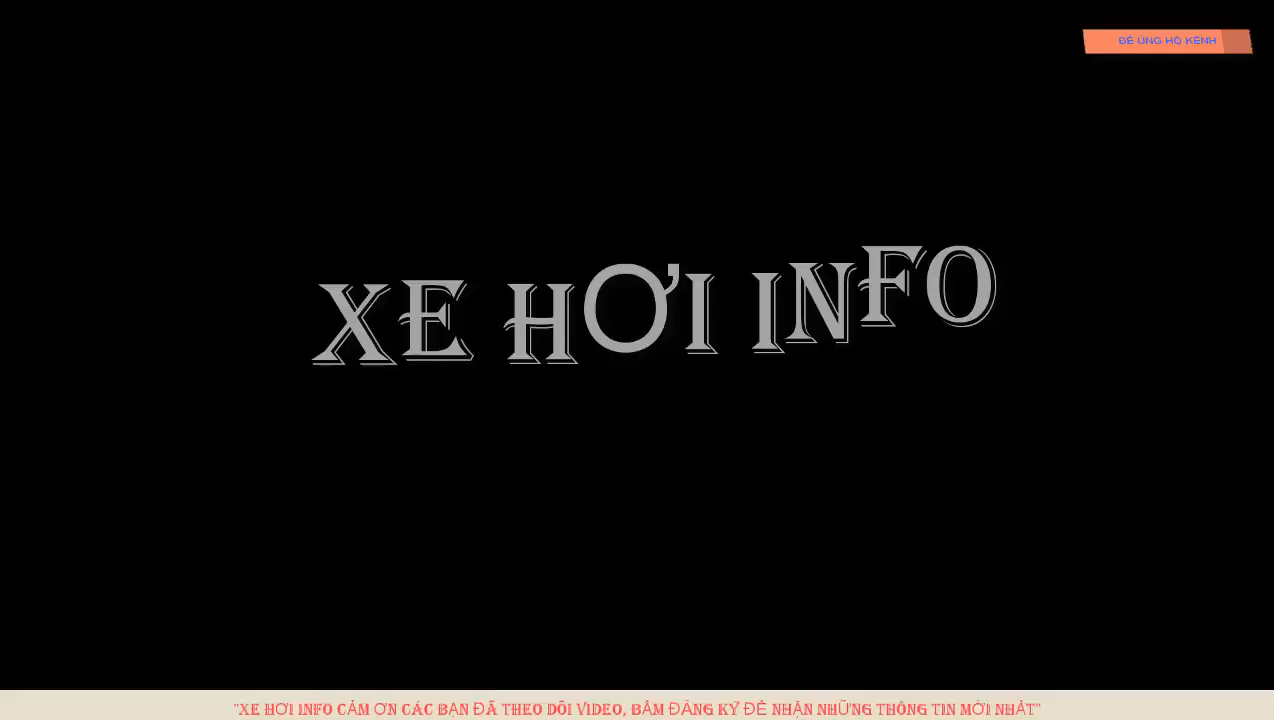 ĐỂ ỦNG HỘ KÊNH
XE HƠI INFO
"XE HƠI INFO CẢM ƠN CÁC BẠN ĐÃ THEO DÕI VIDEO, BẤM ĐĂNG KÝ ĐỂ NHẬN NHỮNG THÔNG TIN MỚI NHẤT"